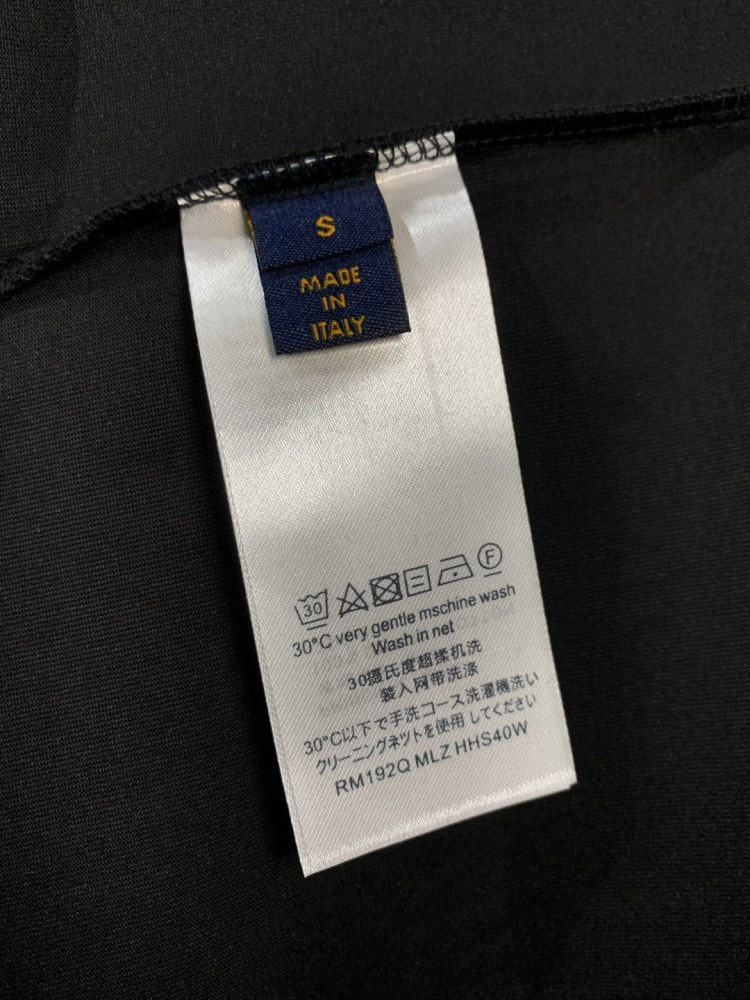 S
MADE
IN
ITALY
30 F
30°C very gentle mschine wash
Wash in net
30摄氏度超揉机洗
装入网带洗涤
30°C以下で手洗コース洗濯機洗い
クリーニングネットを使用してください
RM192Q MLZ HHS40W